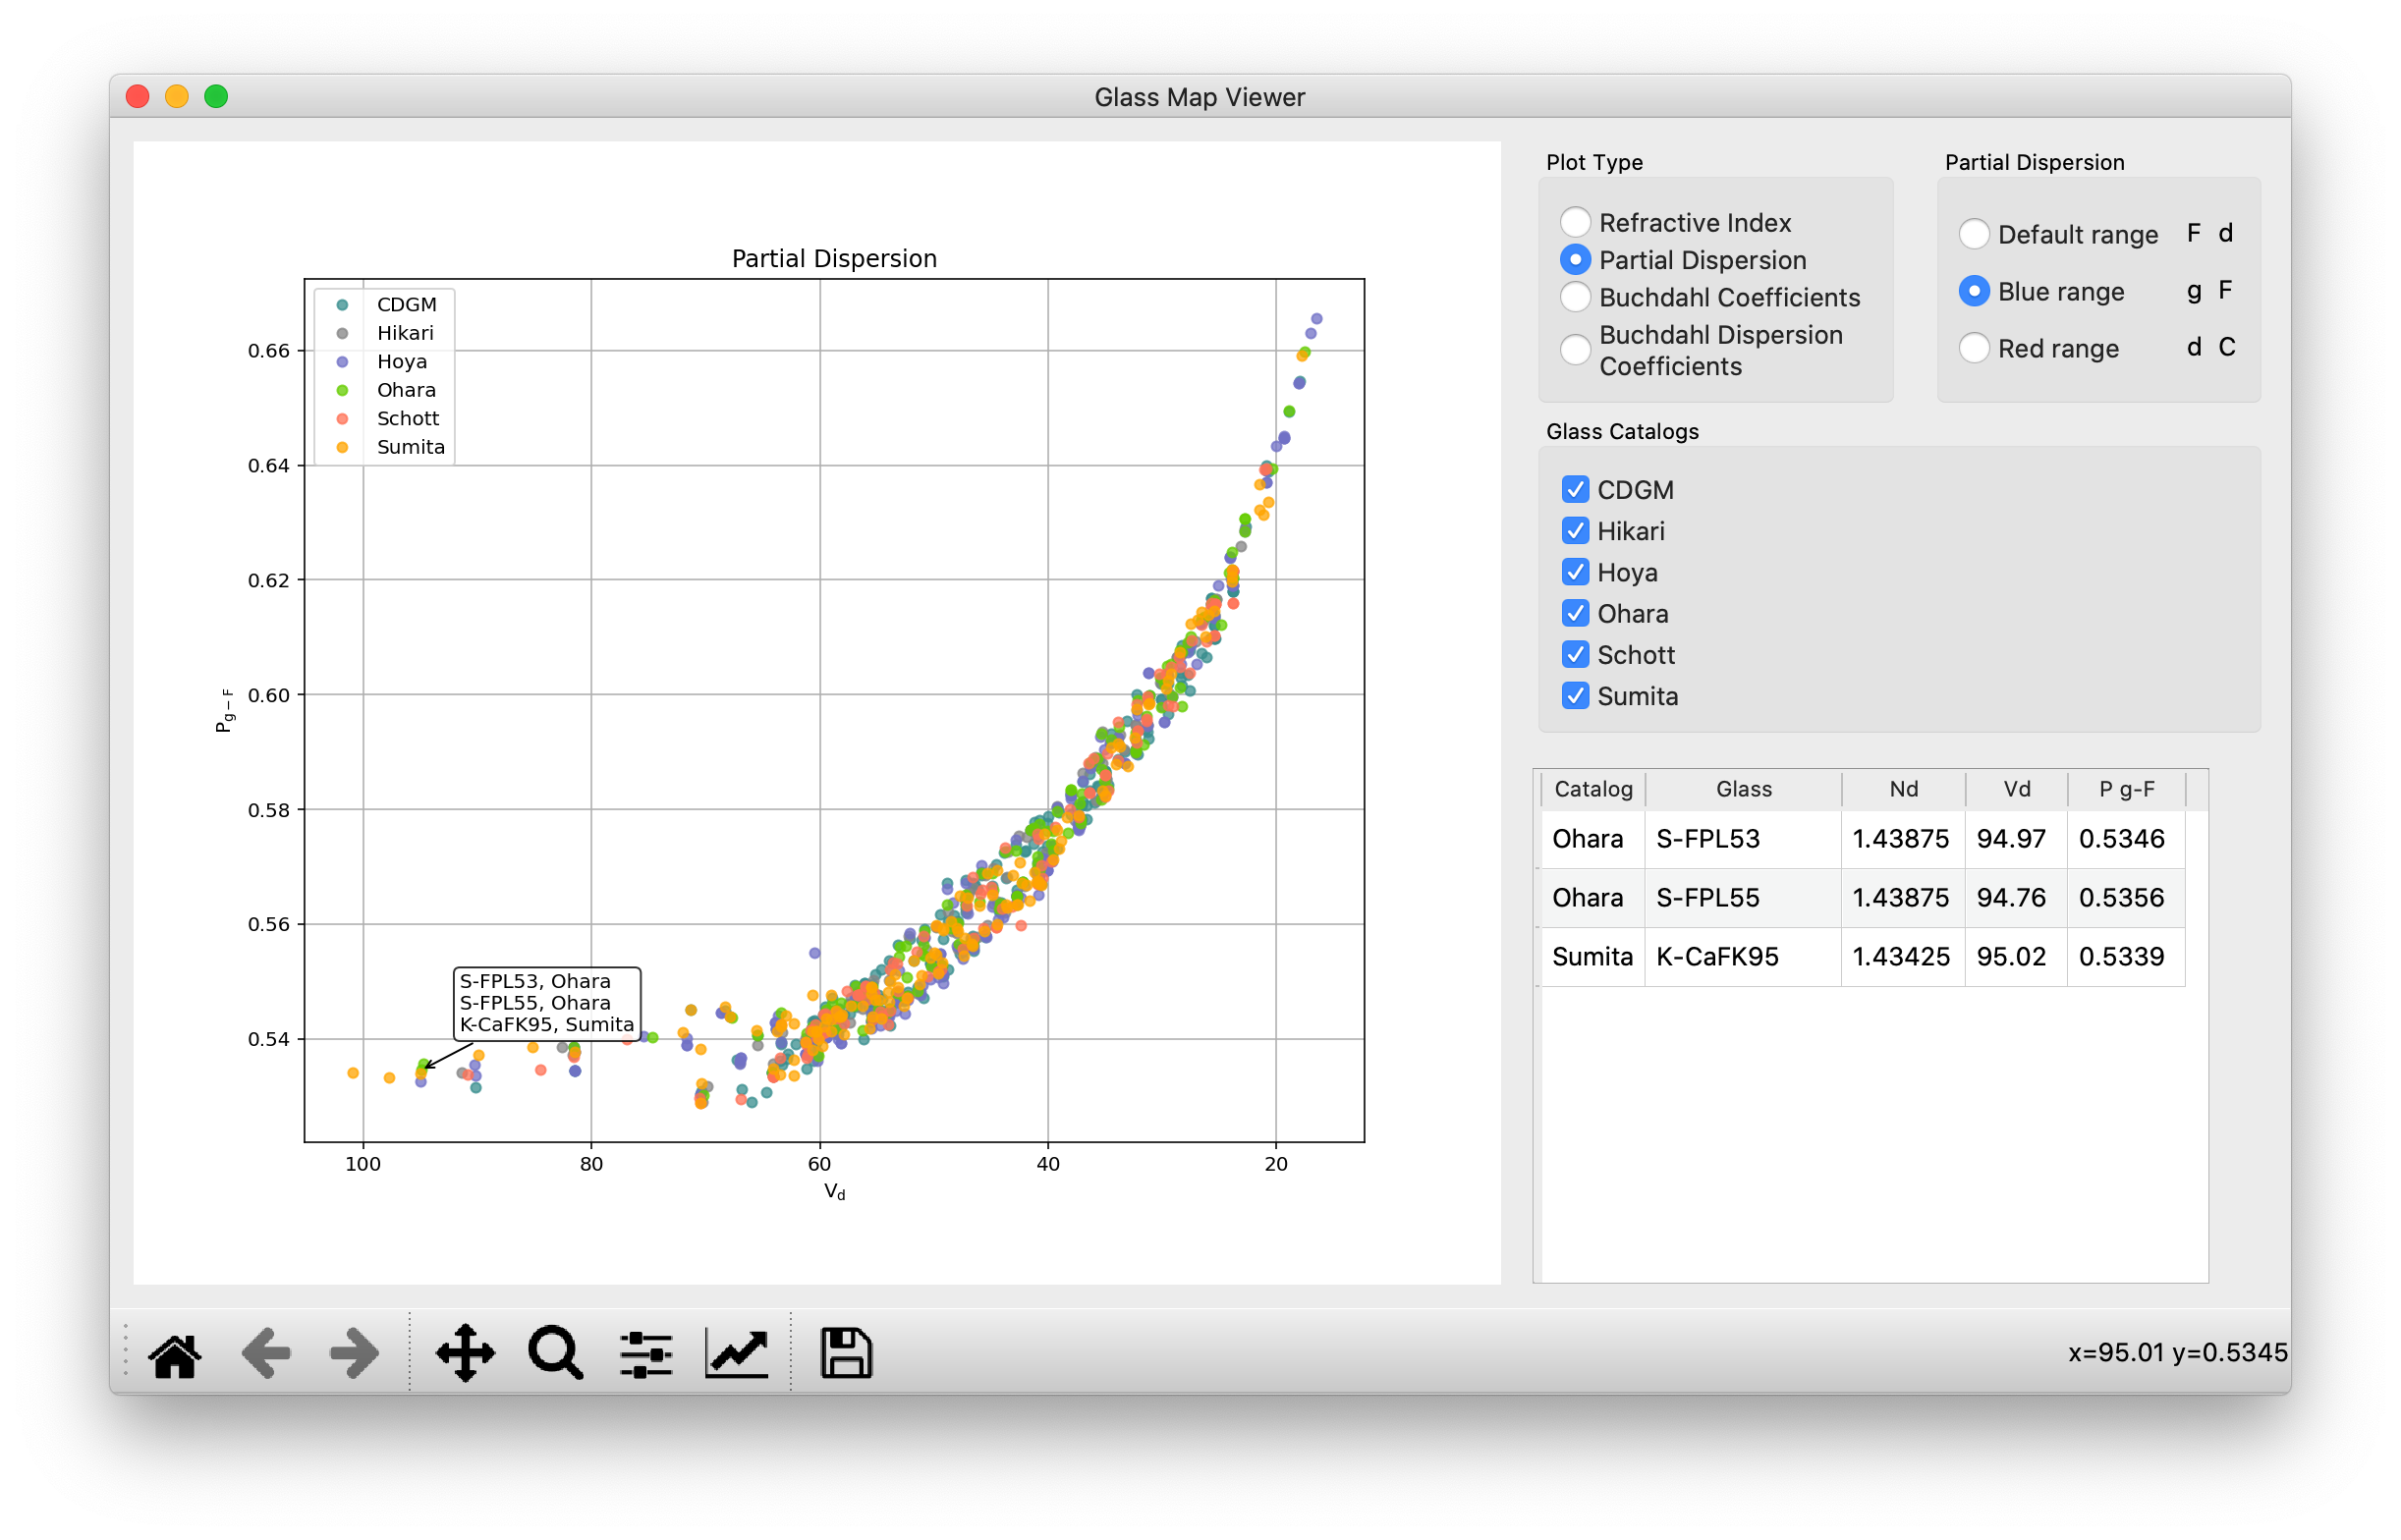 Glass Map Viewer
Partial Dispersion
CDGM
Hikari
Hoya
Ohara
Schott
Sumita
0.66
0.64
0.62
0.60
0.58
0.56
0.54
P g − F
S-FPL53, Ohara
S-FPL55, Ohara
K-CaFK95, Sumita
100 80 60 40 20
V d
Plot Type
Refractive Index
Partial Dispersion
Buchdahl Coefficients
Buchdahl Dispersion
Coefficients
Partial Dispersion
Default range F d
Blue range g F
Red range d C
Glass Catalogs
CDGM
Hikari
Hoya
Ohara
Schott
Sumita
Catalog Glass Nd Vd P g-F
Ohara S-FPL53 1.43875 94.97 0.5346
Ohara S-FPL55 1.43875 94.76 0.5356
Sumita K-CaFK95 1.43425 95.02 0.5339
x=95.01 y=0.5345